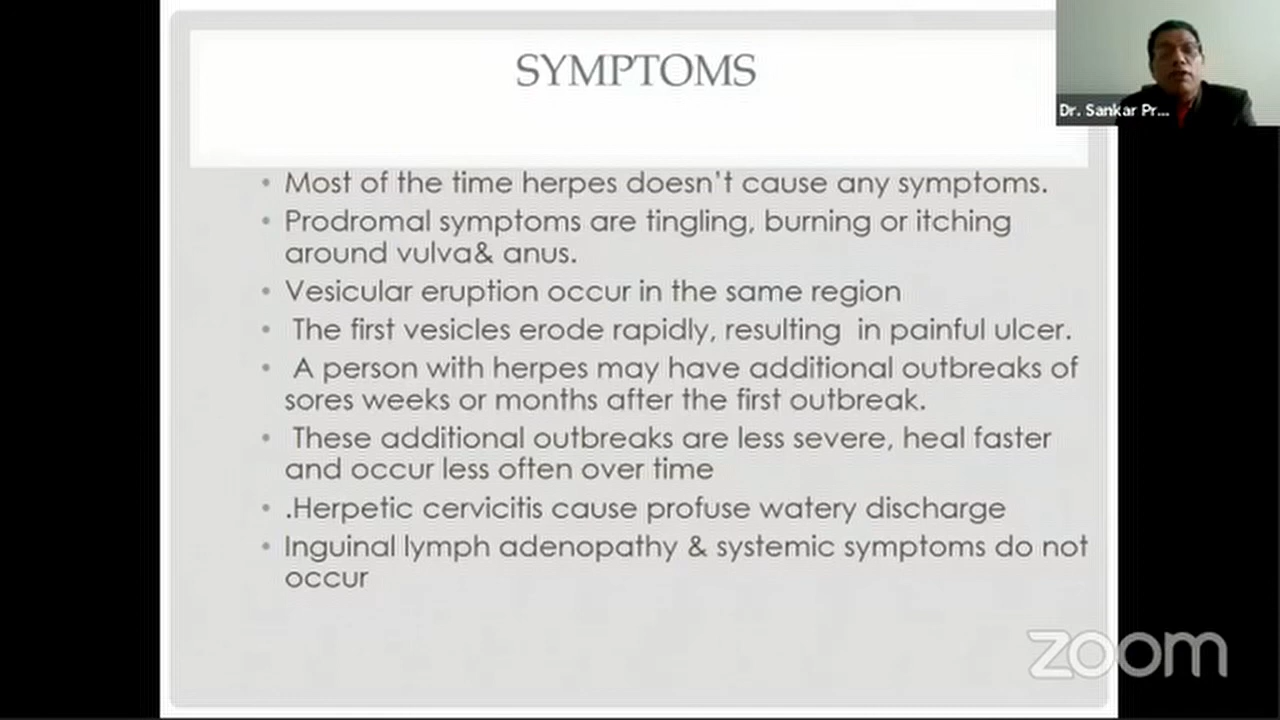 SYMPTOMS
Dr. Sankar Pr...
• Most of the time herpes doesn't cause any symptoms.
• Prodromal symptoms are tingling, burning or itching
around vulva& anus.
• Vesicular eruption occur in the same region
• The first vesicles erode rapidly, resulting in painful ulcer.
• A person with herpes may have additional outbreaks of
sores weeks or months after the first outbreak.
• These additional outbreaks are less severe, heal faster
and occur less often over time
• .Herpetic cervicitis cause profuse watery discharge
• Inguinal lymph adenopathy & systemic symptoms do not
occur
zoom